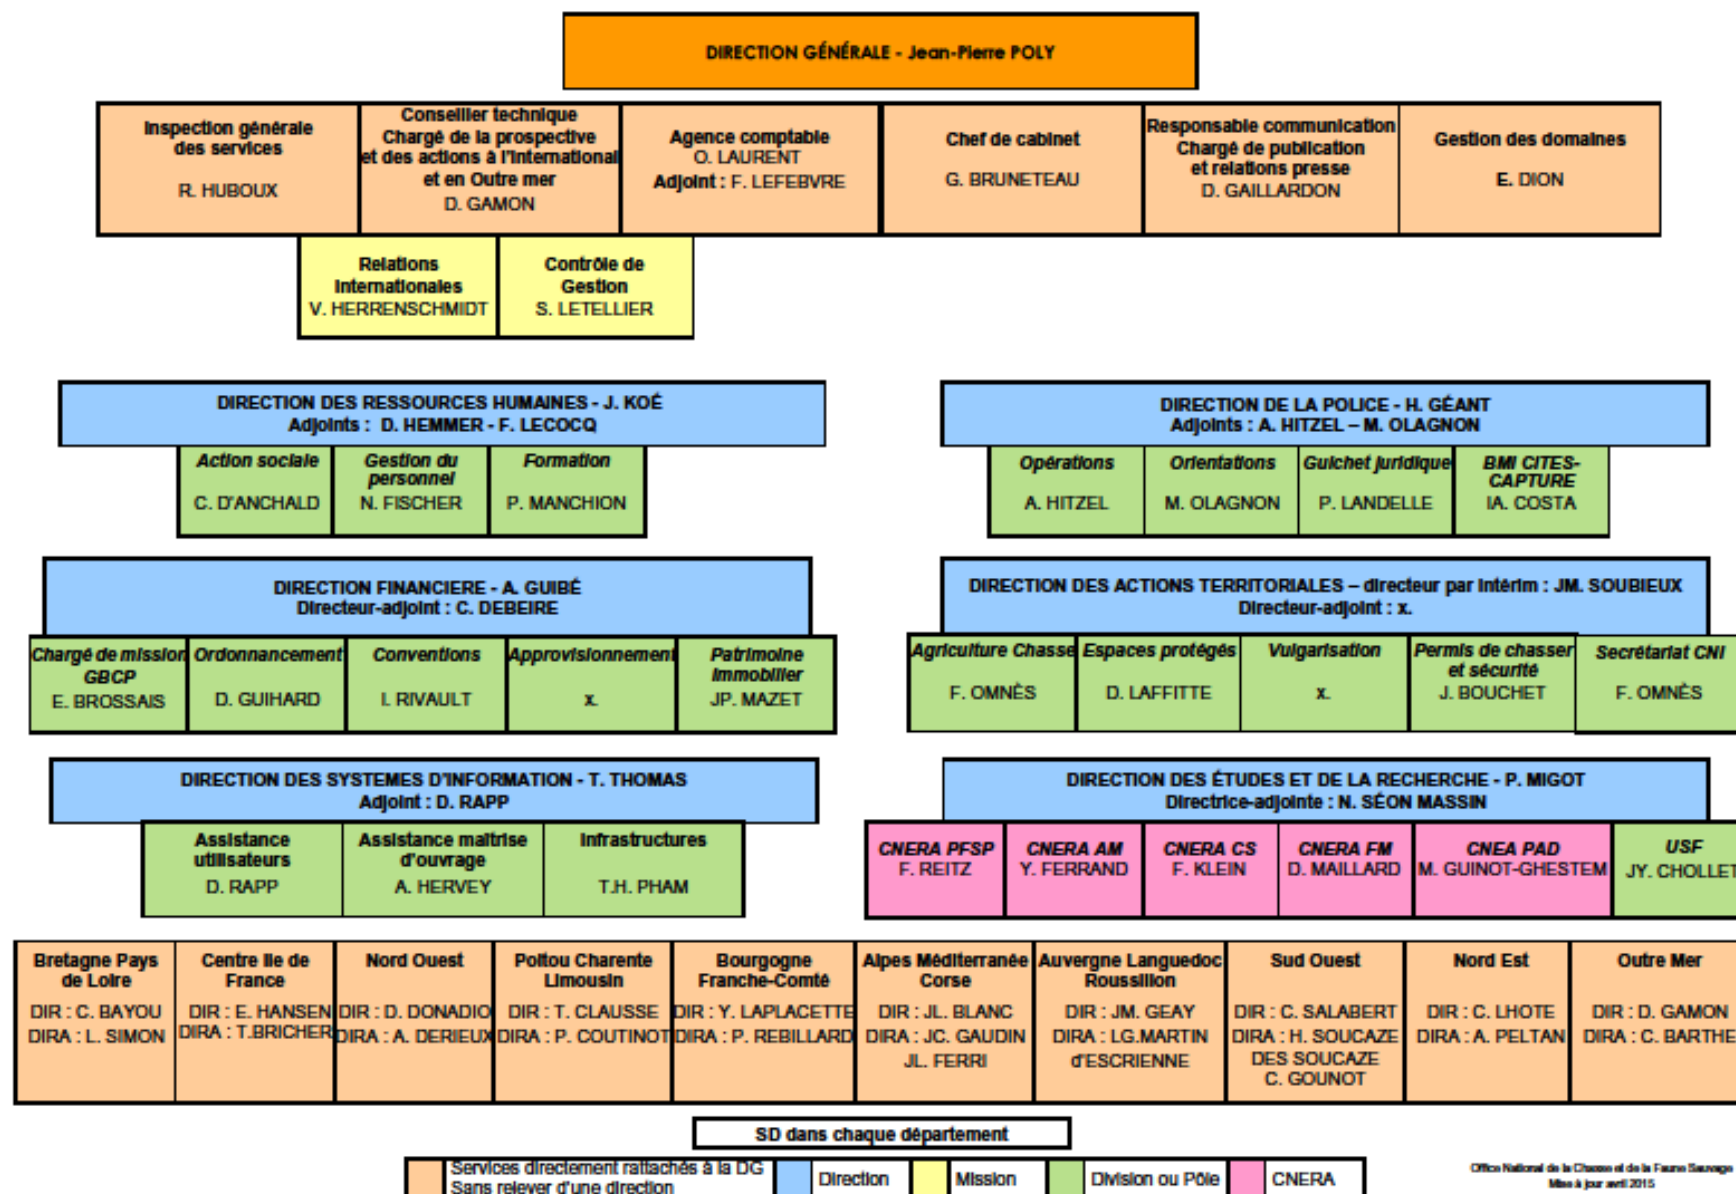 DIRECTION GÉNÉRALE - Jean-Pierre POLY
Inspection générale
des services
R. HUBOUX
Conseiller technique
Chargé de la prospective
et des actions à l'International
et en Outre mer
D. GAMON
Agence comptable
O. LAURENT
Adjoint : F. LEFEBVRE
Chef de cabinet
G. BRUNETEAU
Responsable communication
Chargé de publication
et relations presse
D. GAILLARDON
Gestion des domaines
E. DION
Relations
Internationales
V. HERRENSCHMIDT
Contrôle de
Gestion
S. LETELLIER
DIRECTION DES RESSOURCES HUMAINES - J. KOÉ
Adjoints : D. HEMMER - F. LECOCQ
Action sociale
C. D'ANCHALD
Gestion du
personnel
N. FISCHER
Formation
P. MANCHION
DIRECTION DE LA POLICE - H. GÉANT
Adjoints : A. HITZEL – M. OLAGNON
Opérations
A. HITZEL
Orientations
M. OLAGNON
Guichet juridique
P. LANDELLE
BMI CITES-
CAPTURE
IA. COSTA
DIRECTION FINANCIERE - A. GUIBÉ
Directeur-adjoint : C. DEBEIRE
Chargé de mission
GBCP
E. BROSSAIS
Ordonnancement
D. GUIHARD
Conventions
I. RIVAULT
Approvisionnement
x.
Patrimoine
Immobilier
JP. MAZET
DIRECTION DES ACTIONS TERRITORIALES – directeur par intérim : JM. SOUBIEUX
Directeur-adjoint : x.
Agriculture Chasse
F. OMNÈS
Espaces protégés
D. LAFFITTE
Vulgarisation
x.
Permis de chasser
et sécurité
J. BOUCHET
Secrétariat CNI
F. OMNÈS
DIRECTION DES SYSTEMES D'INFORMATION - T. THOMAS
Adjoint : D. RAPP
Assistance
utilisateurs
D. RAPP
Assistance maîtrise
d'ouvrage
A. HERVEY
Infrastructures
T.H. PHAM
DIRECTION DES ÉTUDES ET DE LA RECHERCHE - P. MIGOT
Directrice-adjointe : N. SÉON MASSIN
CNERA PFSP
F. REITZ
CNERA AM
Y. FERRAND
CNERA CS
F. KLEIN
CNERA FM
D. MAILLARD
CNEA PAD
M. GUINOT-GHESTEM
USF
JY. CHOLLET
Bretagne Pays
de Loire
DIR : C. BAYOU
DIRA : L. SIMON
Centre Ile de
France
DIR : E. HANSEN
DIRA : T.BRICHER
Nord Ouest
DIR : D. DONADIO
DIRA : A. DERIEUX
Poitou Charente
Limousin
DIR : T. CLAUSSE
DIRA : P. COUTINOT
Bourgogne
Franche-Comté
DIR : Y. LAPLACETTE
DIRA : P. REBILLARD
Alpes Méditerranée
Corse
DIR : JL. BLANC
DIRA : JC. GAUDIN
JL. FERRI
Auvergne Languedoc
Roussillon
DIR : JM. GEAY
DIRA : LG.MARTIN
d'ESCRIENNE
Sud Ouest
DIR : C. SALABERT
DIRA : H. SOUCAZE
DES SOUCAZE
C. GOUNOT
Nord Est
DIR : C. LHOTE
DIRA : A. PELTAN
Outre Mer
DIR : D. GAMON
DIRA : C. BARTHE
SD dans chaque département
Services directement rattachés à la DG
Sans relever d'une direction
Direction
Mission
Division ou Pôle
CNERA
Office National de la Chasse et de la Faune Sauvage
Mise à jour avril 2015